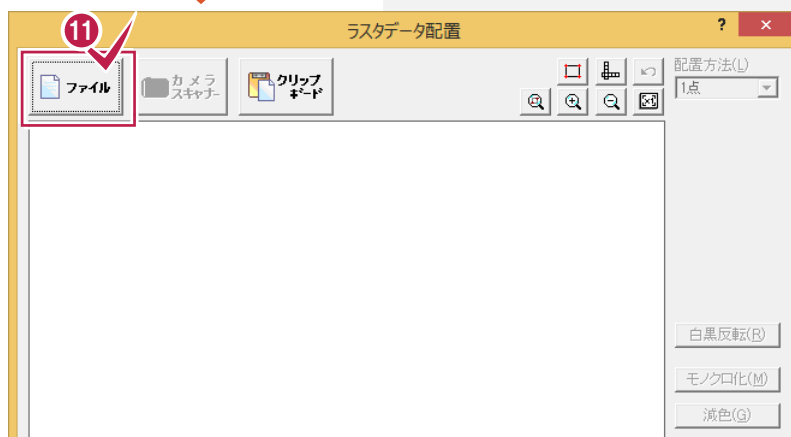 11
ラスタデータ配置
?
×
ファイル
カメラ
スキャナー
クリップ
ボード
配置方法(L)
1点
白黒反転(R)
モノクロ化(M)
減色(G)